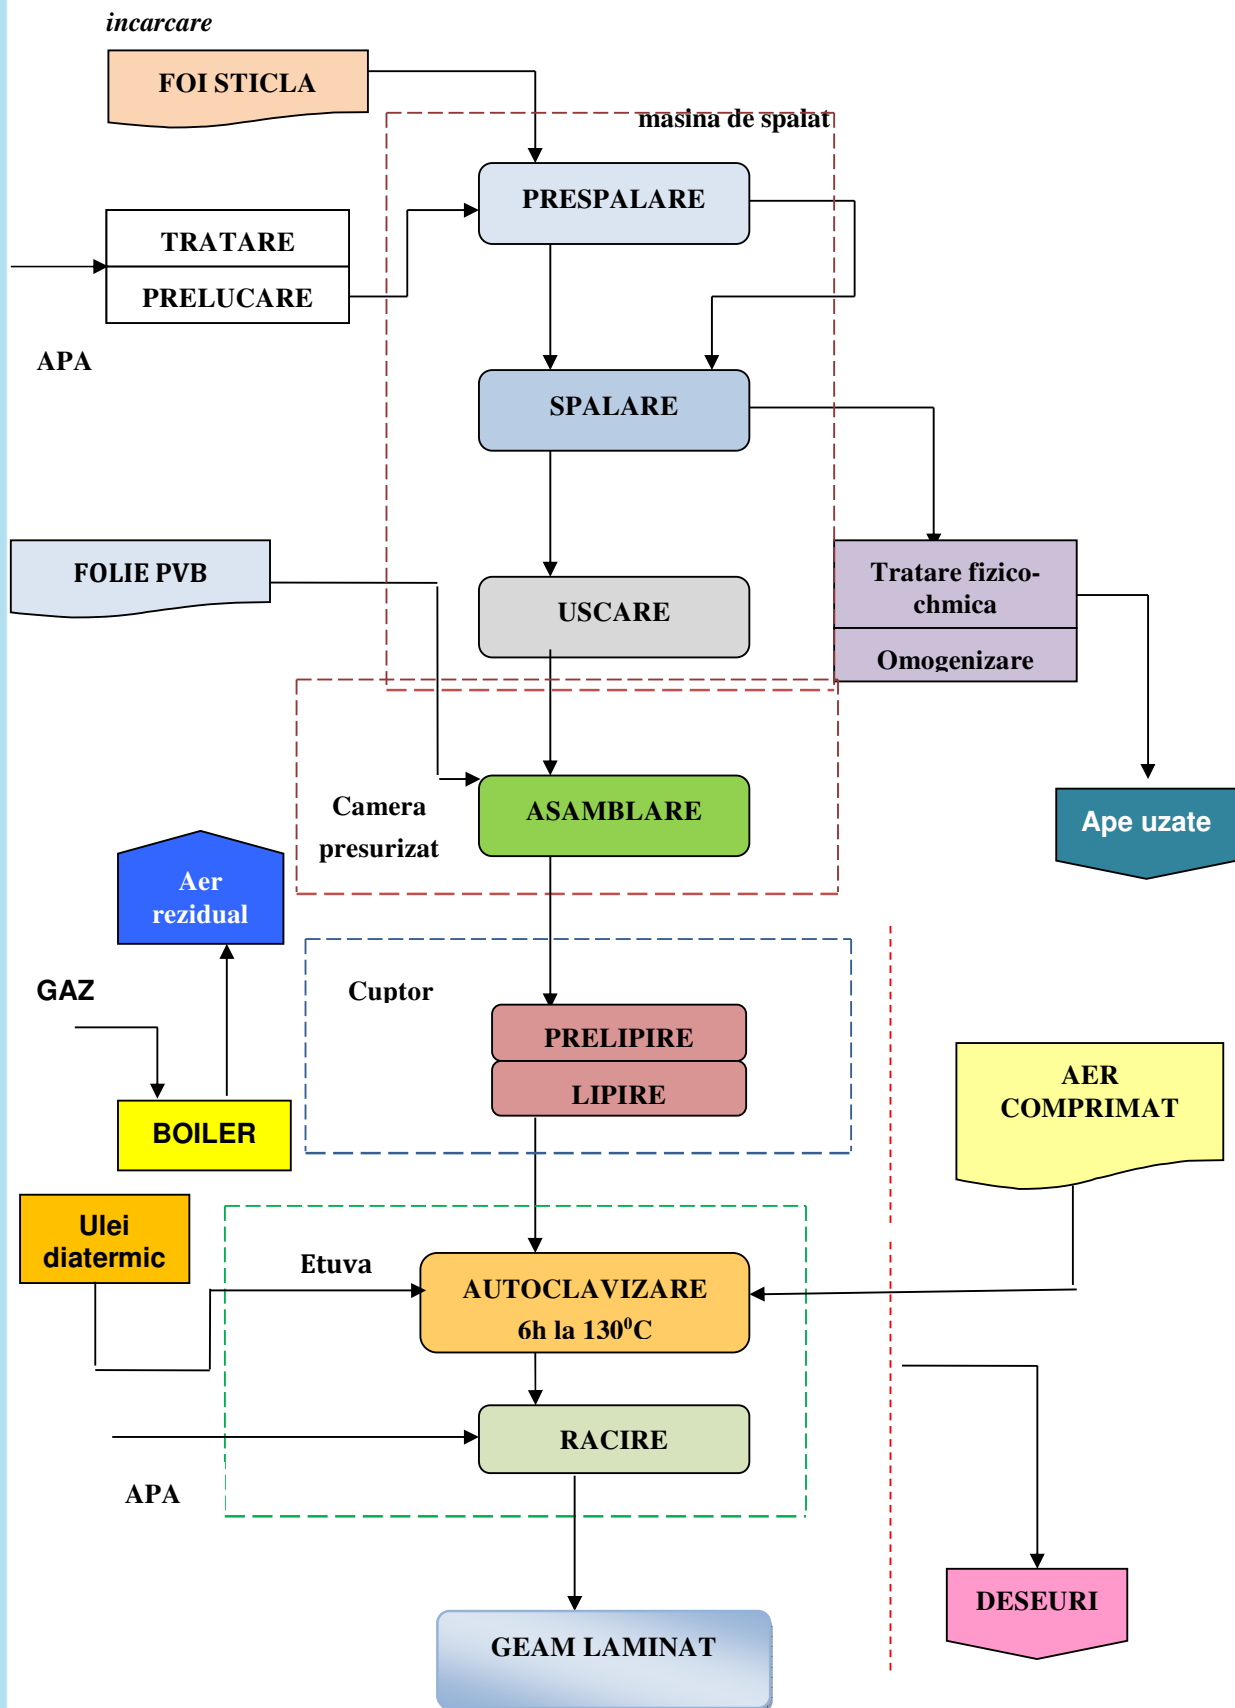 incarcare
FOI STICLA
masina de spalat
PRESPALARE
TRATARE
PRELUCARE
APA
SPALARE
FOLIE PVB
USCARE
Tratare fizico-
chmica
Omogenizare
ASAMBLARE
Camera
presurizat
Ape uzate
Aer
rezidual
GAZ
Cuptor
PRELIPIRE
LIPIRE
AER
COMPRIMAT
BOILER
Ulei
diatermic
Etuva
AUTOCLAVIZARE
6h la 130⁰C
RACIRE
APA
DESEURI
GEAM LAMINAT